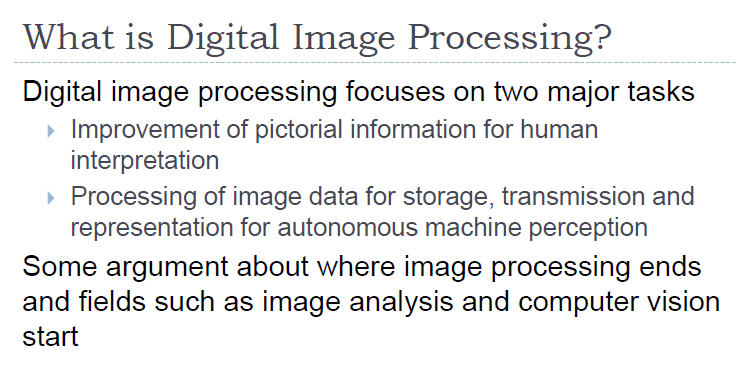 What is Digital Image Processing?
Digital image processing focuses on two major tasks
Improvement of pictorial information for human
interpretation
Processing of image data for storage, transmission and
representation for autonomous machine perception
Some argument about where image processing ends
and fields such as image analysis and computer vision
start